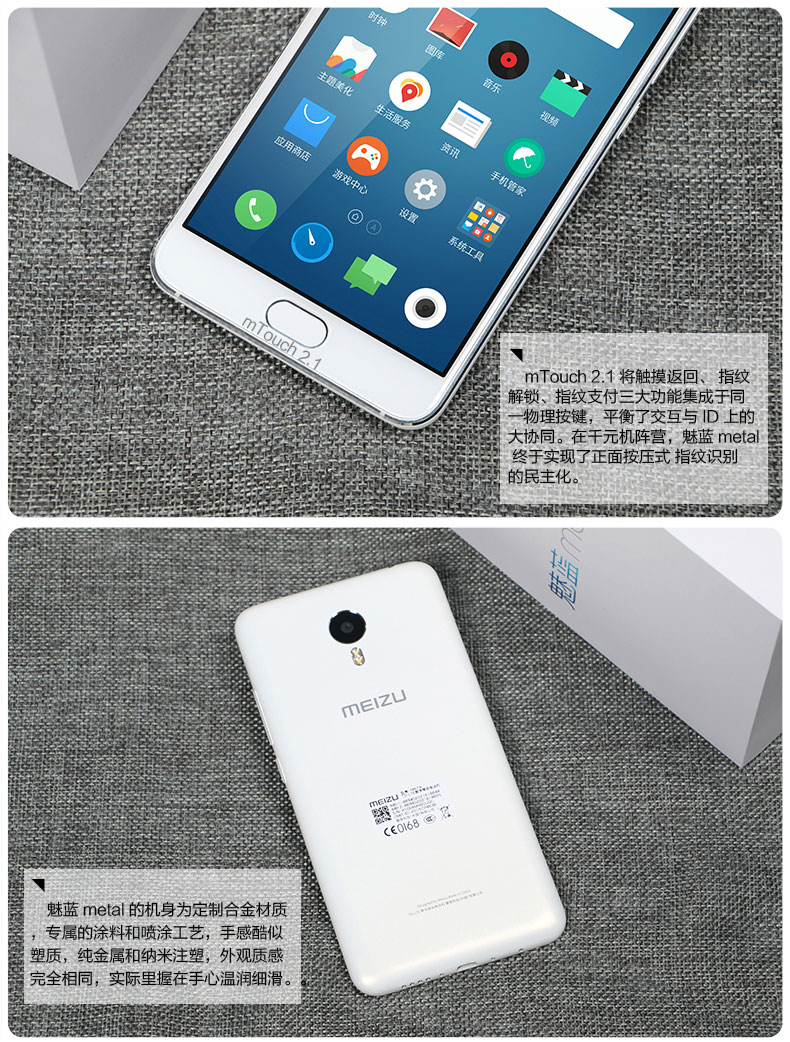 时钟
图库
音乐
视频
主题美化
生活服务
资讯
手机管家
应用商店
游戏中心
设置
系统工具
mTouch 2.1
mTouch 2.1 将触摸返回、 指纹
解锁、指纹支付三大功能集成于同
一物理按键，平衡了交互与 ID 上的
大协同。在千元机阵营，魅蓝 metal
终于实现了正面按压式 指纹识别
的民主化。
魅蓝
MEIZU
MEIZU
CE0168
魅蓝 metal 的机身为定制合金材质
，专属的涂料和喷涂工艺，手感酷似
塑质，纯金属和纳米注塑，外观质感
完全相同，实际里握在手心温润细滑。。